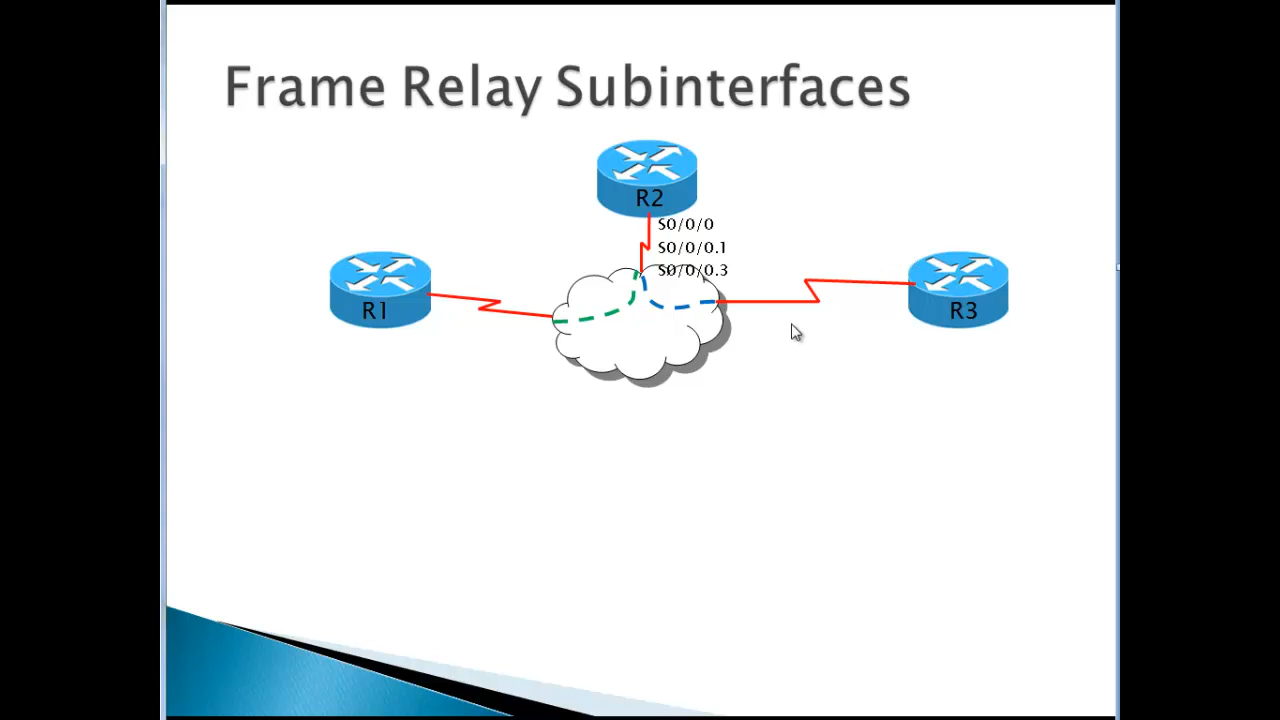 Frame Relay Subinterfaces
R2
S0/0/0
S0/0/0.1
S0/0/0.3
R1
R3